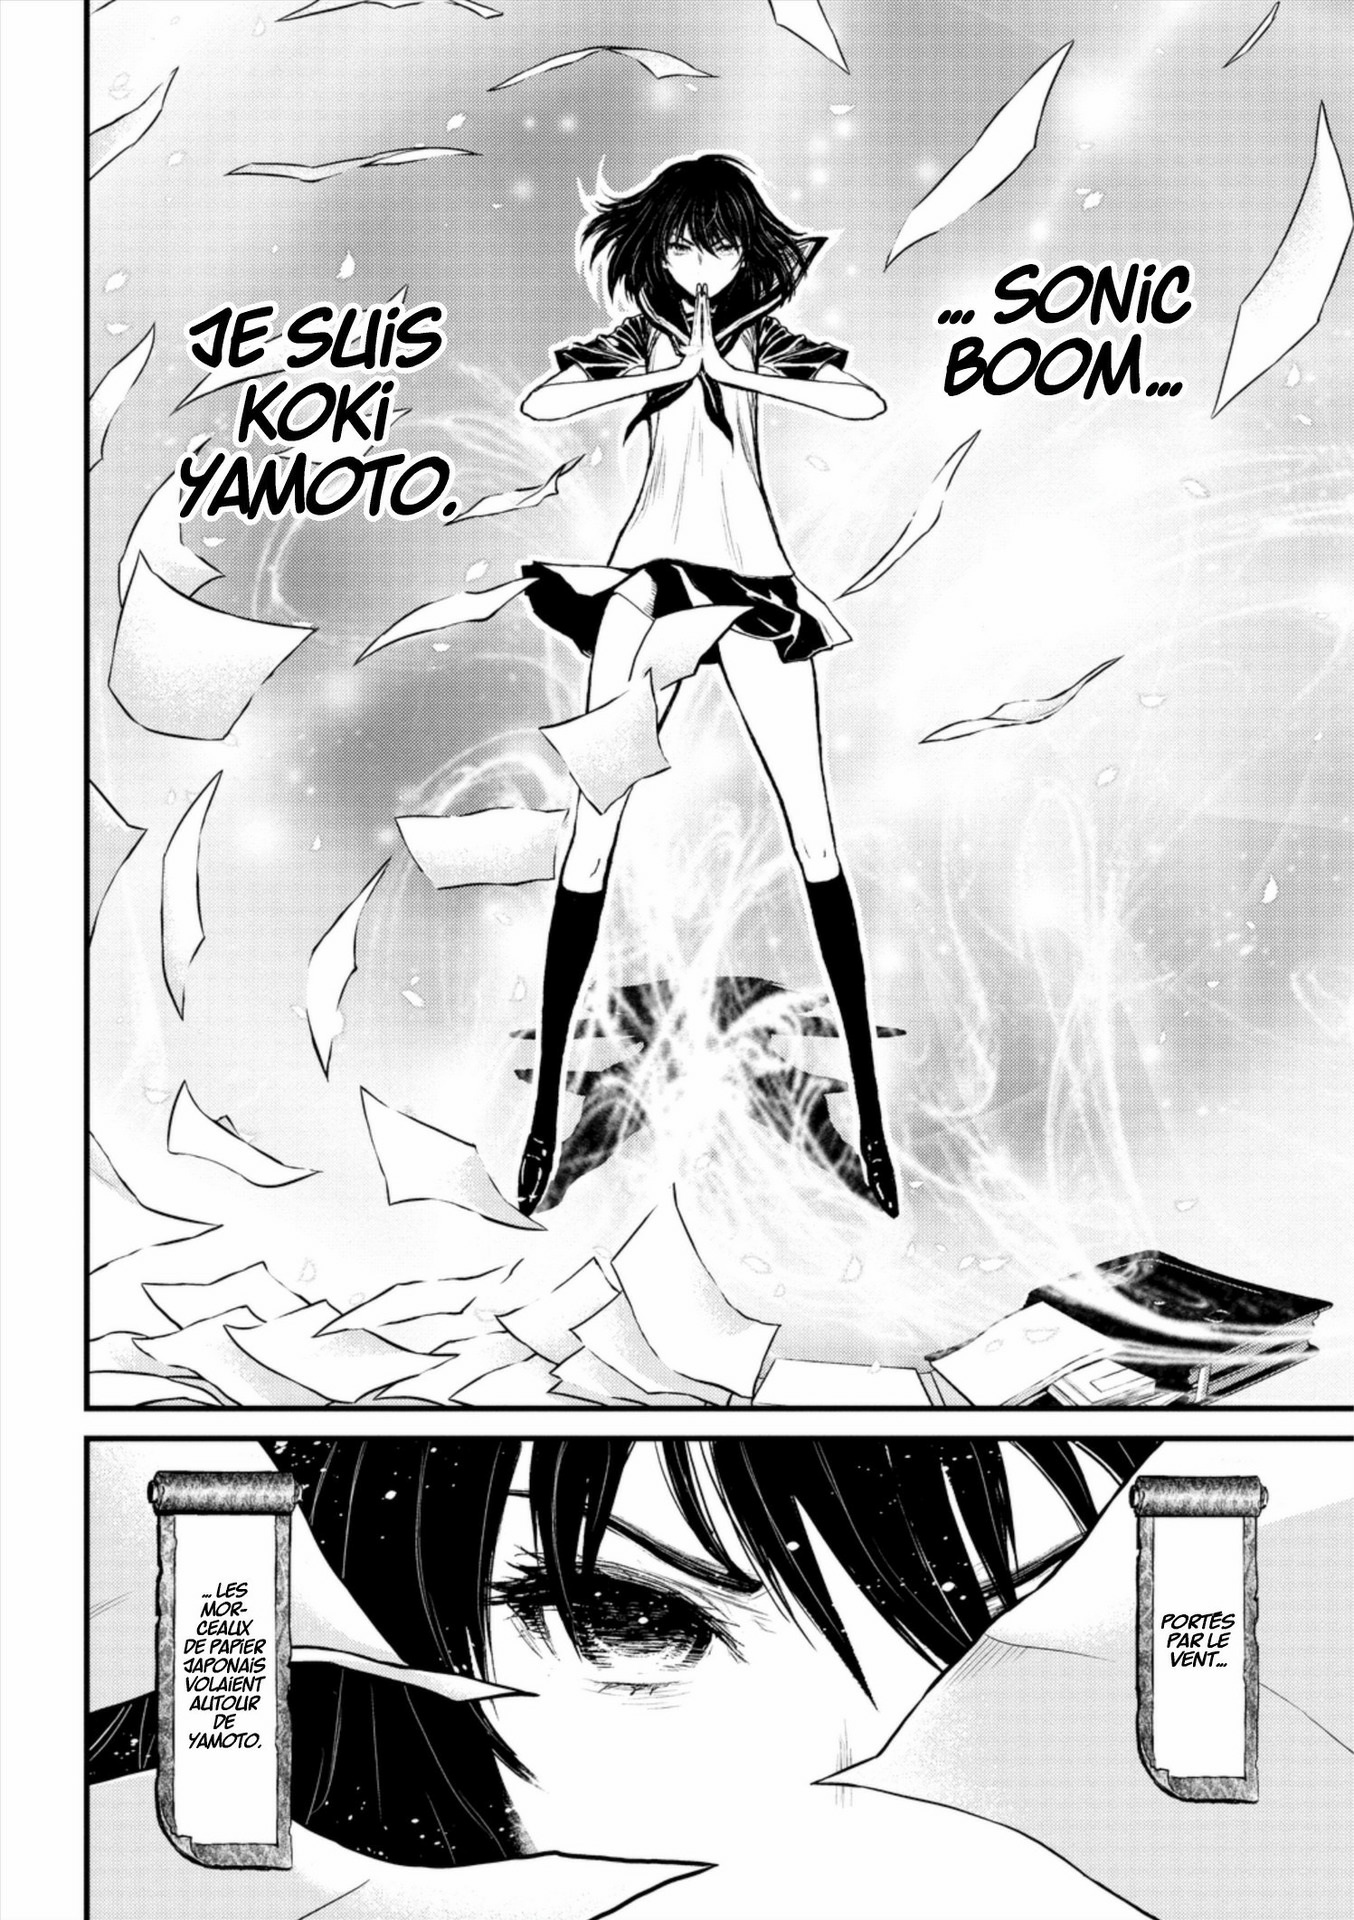 ... SONiC
BOOM...
JE SUiS
KOKi
YAMOTO.
PORTÉS
PAR LE
VENT...
... LES
MOR-
CEAUX
DE PAPiER
JAPONAiS
VOLAiENT
AUTOUR
DE
YAMOTO.